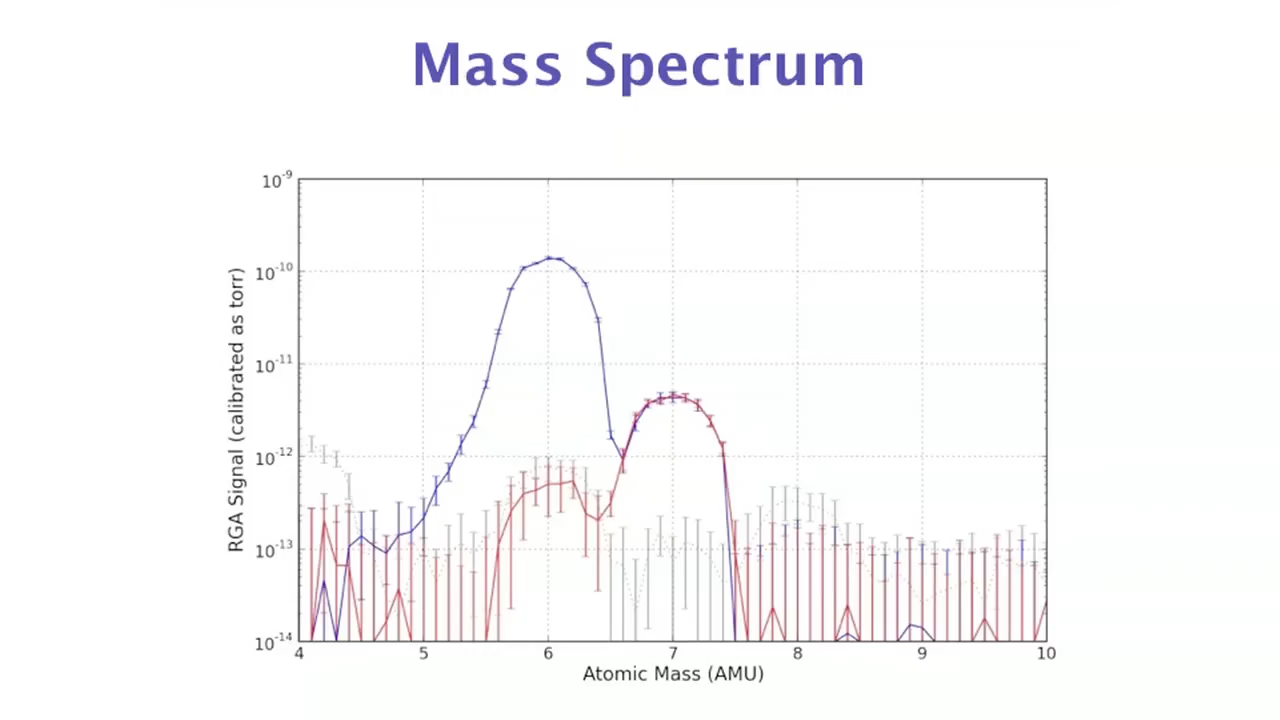 Mass Spectrum
10^-9
10^-10
10^-11
10^-12
10^-13
10^-14
RGA Signal (calibrated as torr)
4 5 6 7 8 9 10
Atomic Mass (AMU)